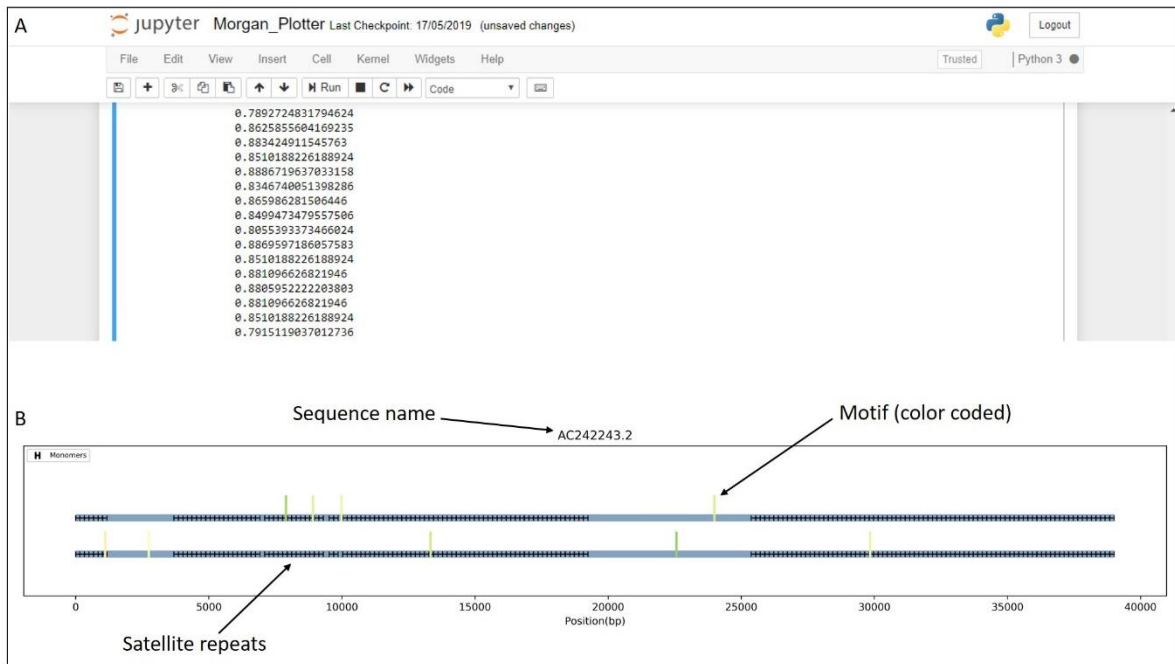 A
jupyter Morgan_Plotter Last Checkpoint: 17/05/2019 (unsaved changes)
Logout
File Edit View Insert Cell Kernel Widgets Help
Trusted
Python 3
Run
Code
0.7892724831794624
0.8625855604169235
0.883424911545763
0.8510188226188924
0.8886719637033158
0.8346740051398286
0.865986281506446
0.8499473479557506
0.8055393373466024
0.8869597186057583
0.8510188226188924
0.881096626821946
0.8805952222203803
0.881096626821946
0.8510188226188924
0.7915119037012736
B
Sequence name
Motif (color coded)
AC242243.2
H Monomers
0 5000 10000 15000 20000 25000 30000 35000 40000
Position(bp)
Satellite repeats